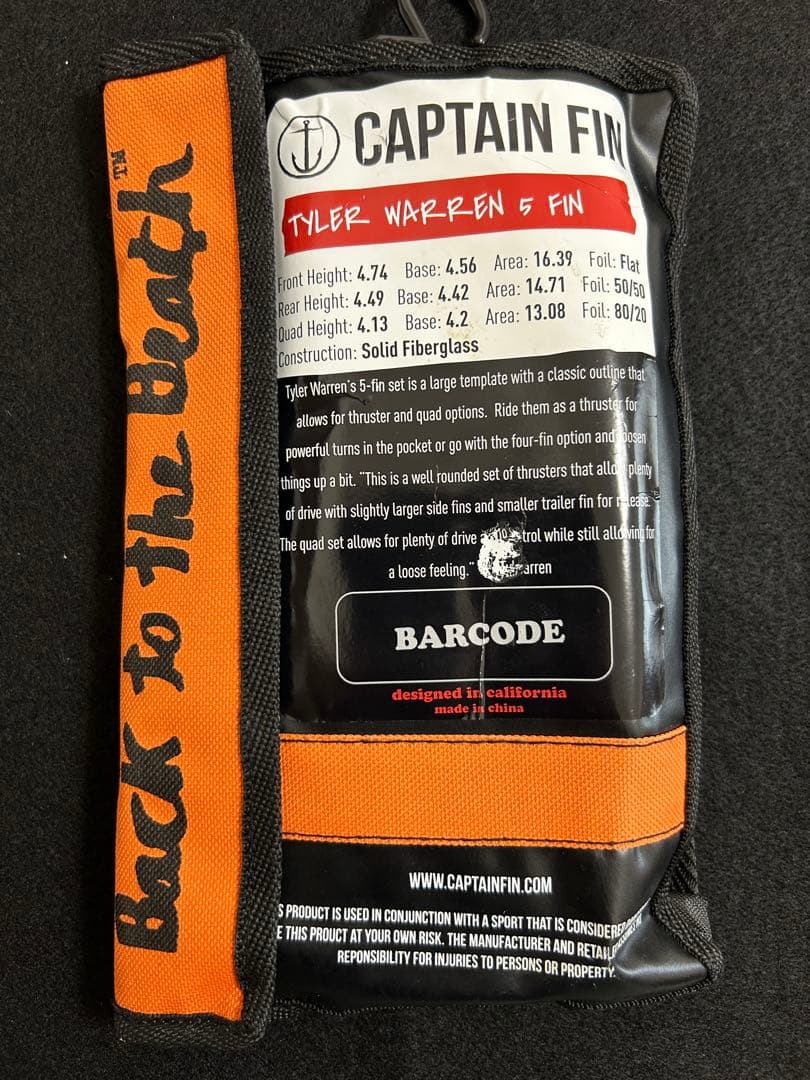 Back to the Beach™
CAPTAIN FIN
TYLER WARREN 5 FIN
Front Height: 4.74 Base: 4.56 Area: 16.39 Foil: Flat
Rear Height: 4.49 Base: 4.42 Area: 14.71 Foil: 50/50
Quad Height: 4.13 Base: 4.2 Area: 13.08 Foil: 80/20
Construction: Solid Fiberglass
Tyler Warren's 5-fin set is a large template with a classic outline that
allows for thruster and quad options. Ride them as a thruster for
powerful turns in the pocket or go with the four-fin option and loosen
things up a bit. "This is a well rounded set of thrusters that allow plenty
of drive with slightly larger side fins and smaller trailer fin for release.
The quad set allows for plenty of drive trol while still allowing for
a loose feeling." arren
BARCODE
designed in california
made in china
WWW.CAPTAINFIN.COM
S PRODUCT IS USED IN CONJUNCTION WITH A SPORT THAT IS CONSIDERED
E THIS PROUCT AT YOUR OWN RISK. THE MANUFACTURER AND RETAILER
REPONSIBILITY FOR INJURIES TO PERSONS OR PROPERTY.